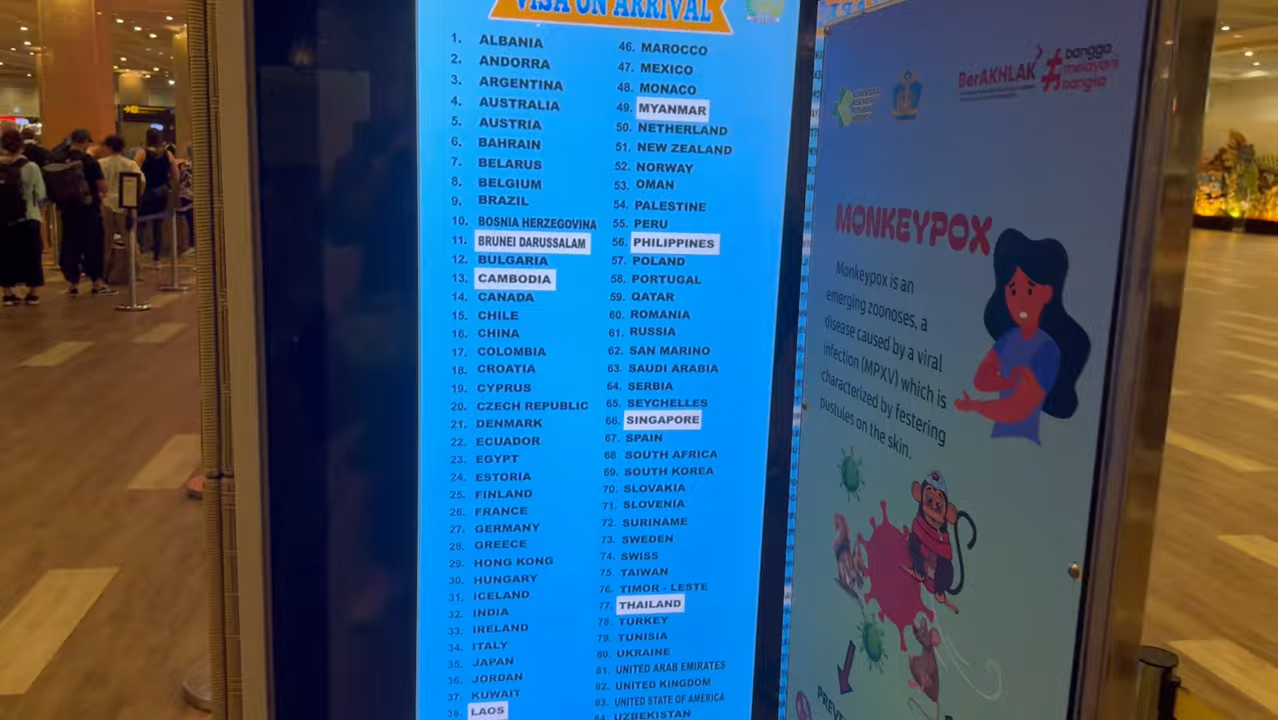 VISA ON ARRIVAL
1. ALBANIA
2. ANDORRA
3. ARGENTINA
4. AUSTRALIA
5. AUSTRIA
6. BAHRAIN
7. BELARUS
8. BELGIUM
9. BRAZIL
10. BOSNIA HERZEGOVINA
11. BRUNEI DARUSSALAM
12. BULGARIA
13. CAMBODIA
14. CANADA
15. CHILE
16. CHINA
17. COLOMBIA
18. CROATIA
19. CYPRUS
20. CZECH REPUBLIC
21. DENMARK
22. ECUADOR
23. EGYPT
24. ESTORIA
25. FINLAND
26. FRANCE
27. GERMANY
28. GREECE
29. HONG KONG
30. HUNGARY
31. ICELAND
32. INDIA
33. IRELAND
34. ITALY
35. JAPAN
36. JORDAN
37. KUWAIT
38. LAOS
46. MAROCCO
47. MEXICO
48. MONACO
49. MYANMAR
50. NETHERLAND
51. NEW ZEALAND
52. NORWAY
53. OMAN
54. PALESTINE
55. PERU
56. PHILIPPINES
57. POLAND
58. PORTUGAL
59. QATAR
60. ROMANIA
61. RUSSIA
62. SAN MARINO
63. SAUDI ARABIA
64. SERBIA
65. SEYCHELLES
66. SINGAPORE
67. SPAIN
68 SOUTH AFRICA
69. SOUTH KOREA
70. SLOVAKIA
71. SLOVENIA
72. SURINAME
73. SWEDEN
74. SWISS
75. TAIWAN
76. TIMOR - LESTE
77. THAILAND
78. TURKEY
79. TUNISIA
80. UKRAINE
81. UNITED ARAB EMIRATES
82. UNITED KINGDOM
83. UNITED STATE OF AMERICA
84. UZBEKISTAN
BerAKHLAK
#bangga
melayani
bangsa
MONKEYPOX
Monkeypox is an
emerging zoonoses, a
disease caused by a viral
infection (MPXV) which is
characterized by festering
pustules on the skin.